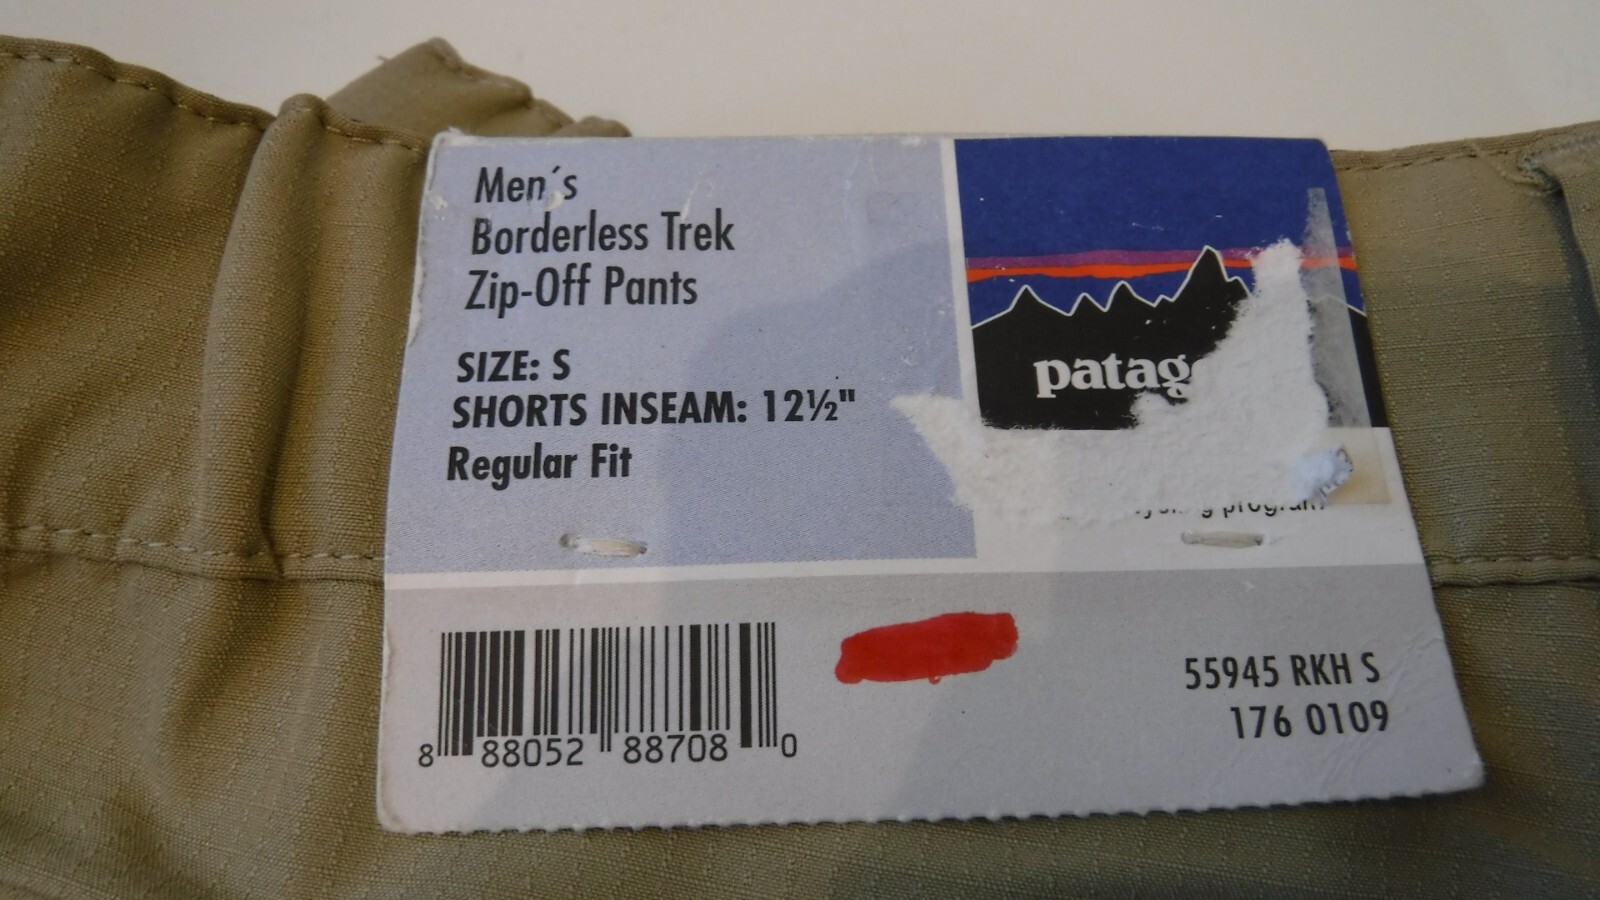 Men´s
Borderless Trek
Zip-Off Pants
SIZE: S
SHORTS INSEAM: 12½"
Regular Fit
patag
program
8 88052 88708 0
55945 RKH S
176 0109